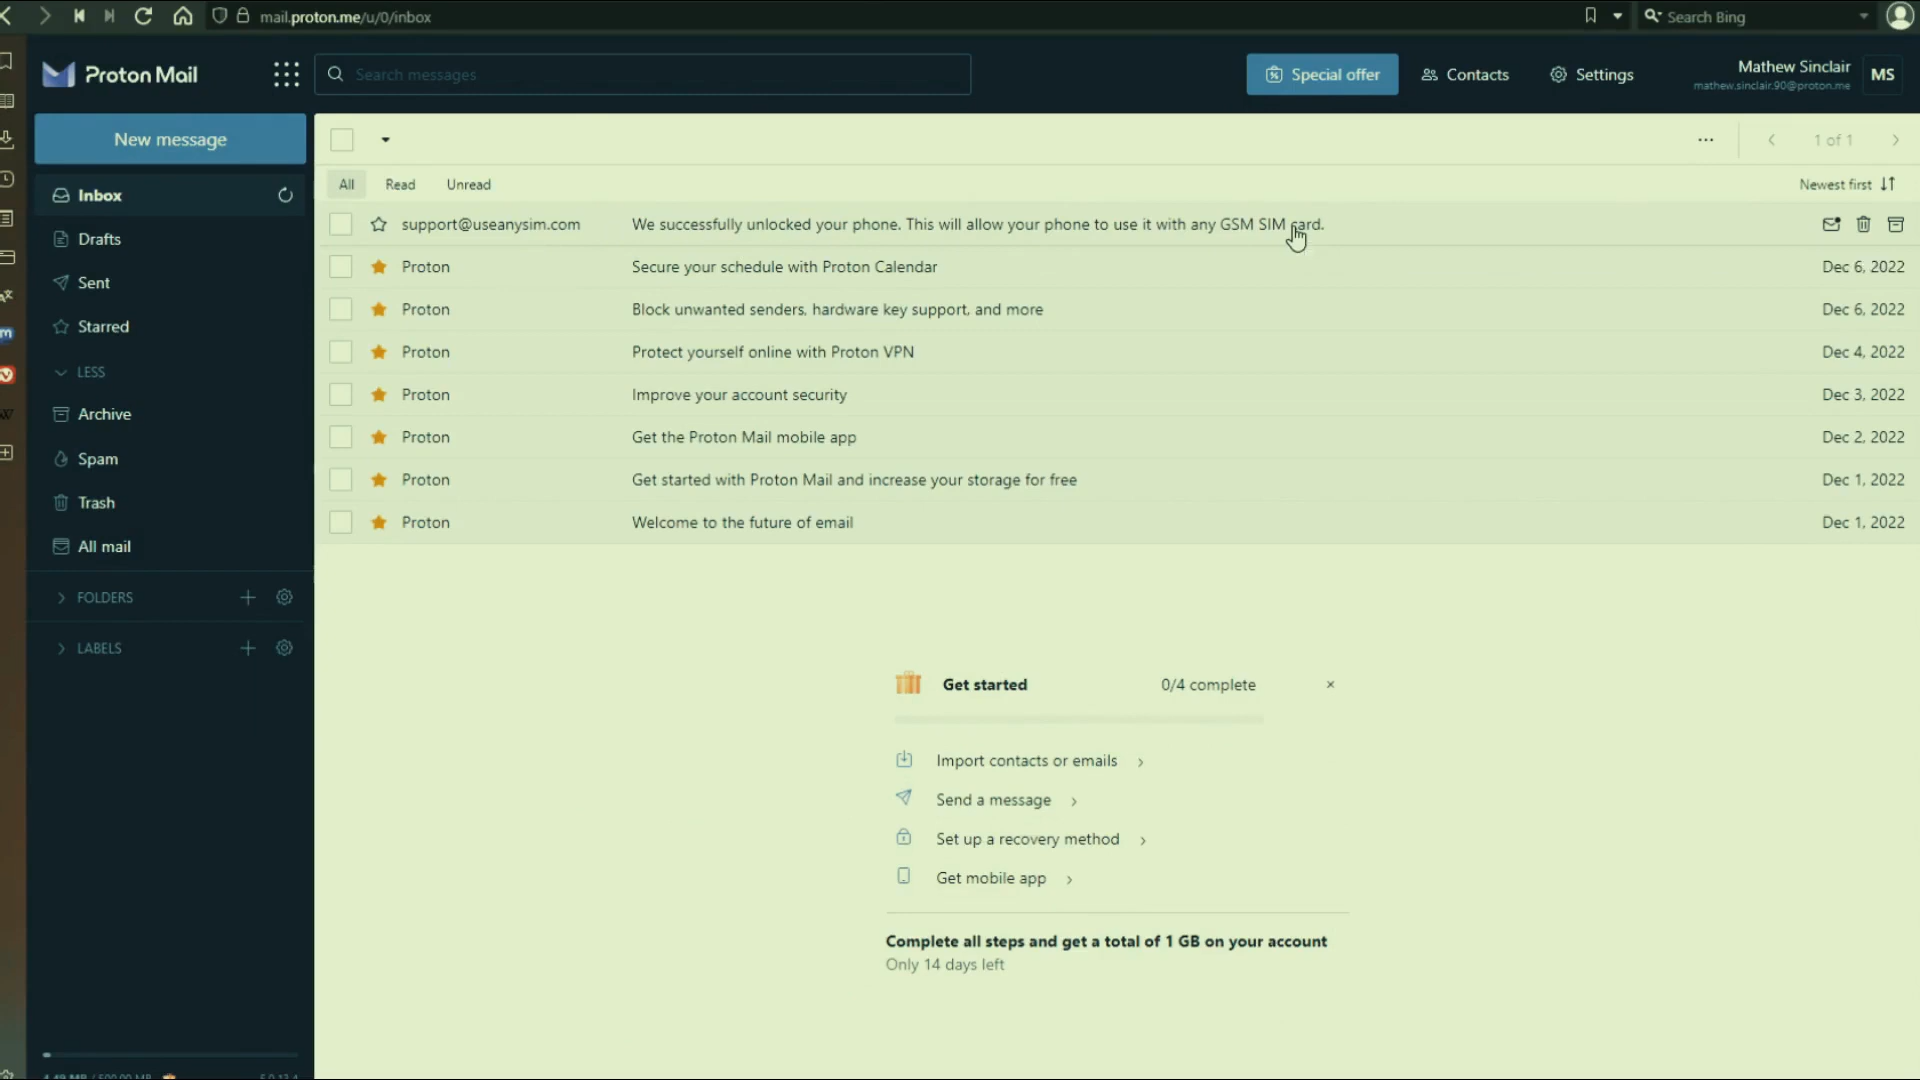 mail.proton.me/u/0/inbox
Search Bing
Proton Mail
Search messages
Special offer
Contacts
Settings
Mathew Sinclair
mathew.sinclair.90@proton.me
MS
New message
1 of 1
Inbox
All
Read
Unread
Newest first
support@useanysim.com We successfully unlocked your phone. This will allow your phone to use it with any GSM SIM card.
Drafts
Proton Secure your schedule with Proton Calendar Dec 6, 2022
Sent
Proton Block unwanted senders, hardware key support, and more Dec 6, 2022
Starred
Proton Protect yourself online with Proton VPN Dec 4, 2022
LESS
Proton Improve your account security Dec 3, 2022
Archive
Proton Get the Proton Mail mobile app Dec 2, 2022
Spam
Proton Get started with Proton Mail and increase your storage for free Dec 1, 2022
Trash
Proton Welcome to the future of email Dec 1, 2022
All mail
FOLDERS
LABELS
Get started
0/4 complete
Import contacts or emails
Send a message
Set up a recovery method
Get mobile app
Complete all steps and get a total of 1 GB on your account
Only 14 days left